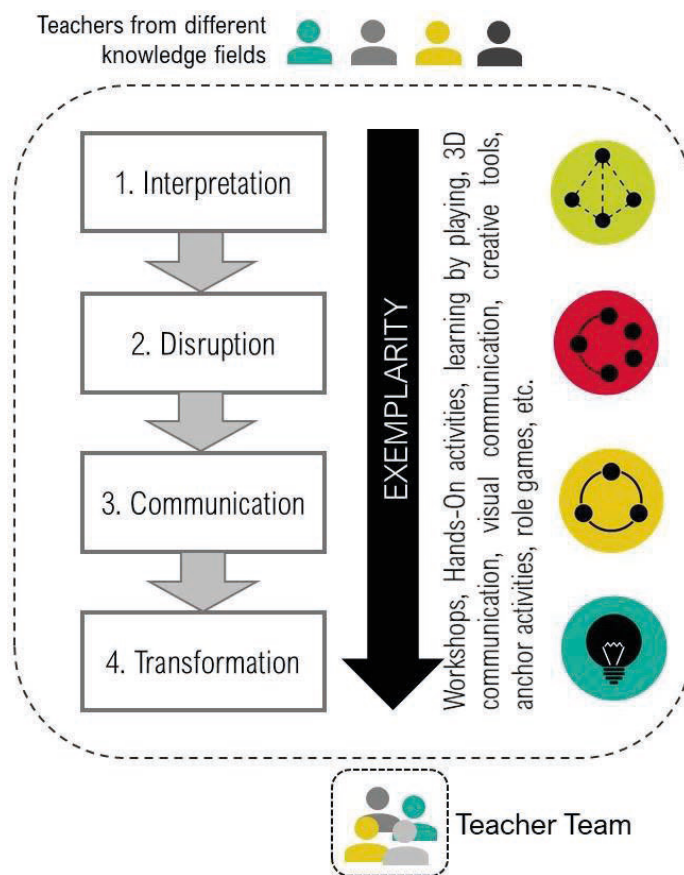 Teachers from different
knowledge fields
1. Interpretation
2. Disruption
3. Communication
4. Transformation
EXEMPLARITY
Workshops, Hands-On activities, learning by playing, 3D
communication, visual communication, creative tools,
anchor activities, role games, etc.
Teacher Team